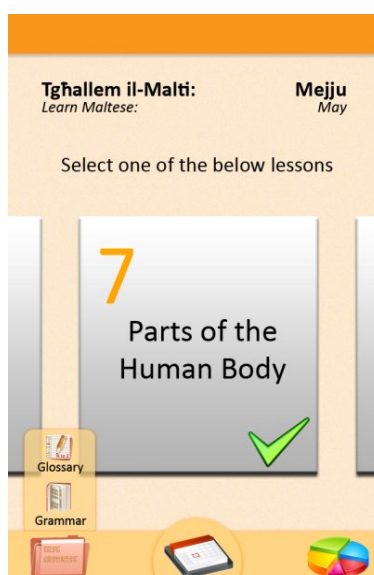 Tgħallem il-Malti: Mejju
Learn Maltese: May
Select one of the below lessons
7
Parts of the
Human Body
Glossary
Grammar